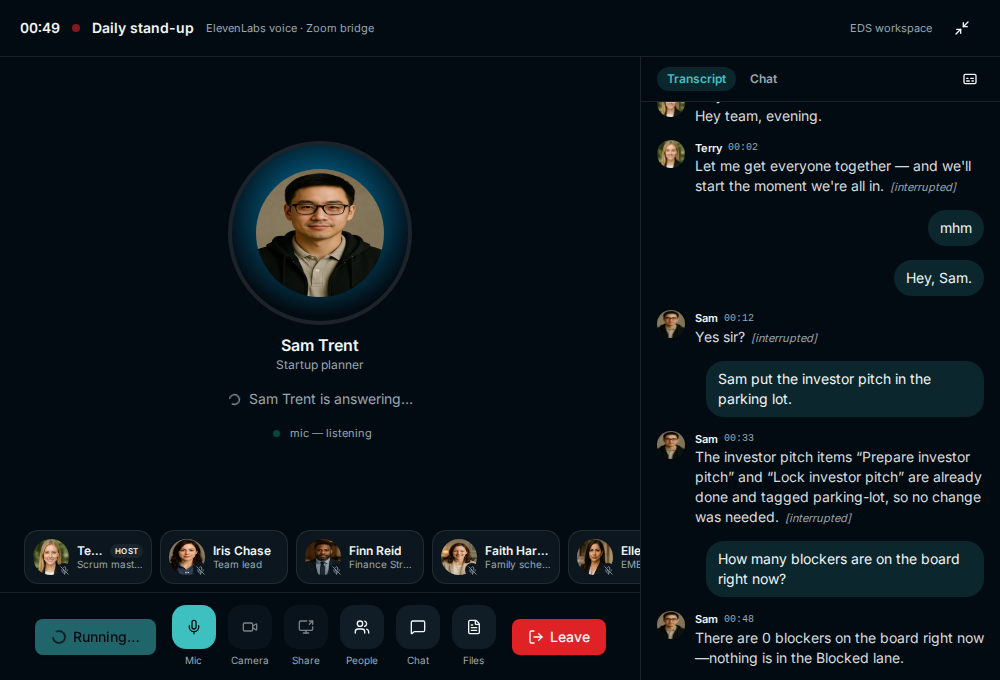 00:49 Daily stand-up ElevenLabs voice · Zoom bridge
EDS workspace
Sam Trent
Startup planner
Sam Trent is answering...
mic — listening
Te... HOST
Scrum mast...
Iris Chase
Team lead
Finn Reid
Finance Str...
Faith Har...
Family sche...
Elle
EME
Running...
Mic
Camera
Share
People
Chat
Files
Leave
Transcript Chat
Hey team, evening.
Terry 00:02
Let me get everyone together — and we'll
start the moment we're all in. [interrupted]
mhm
Hey, Sam.
Sam 00:12
Yes sir? [interrupted]
Sam put the investor pitch in the
parking lot.
Sam 00:33
The investor pitch items “Prepare investor
pitch” and “Lock investor pitch” are already
done and tagged parking-lot, so no change
was needed. [interrupted]
How many blockers are on the board
right now?
Sam 00:48
There are 0 blockers on the board right now
—nothing is in the Blocked lane.